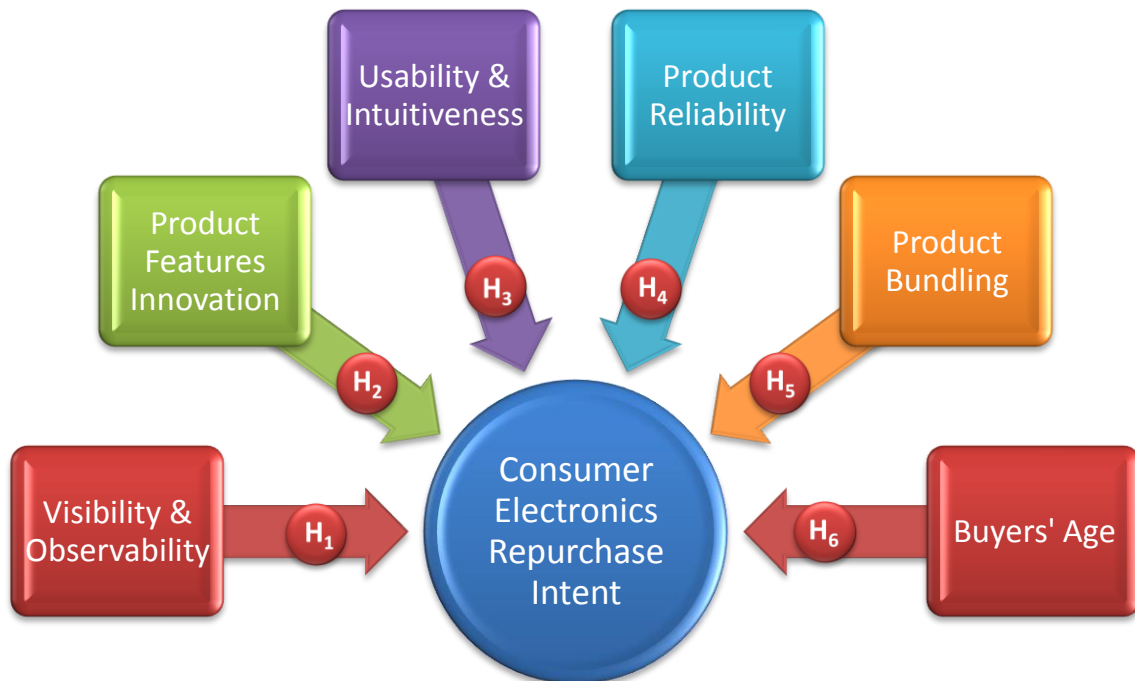 Usability &
Intuitiveness
Product
Reliability
Product
Features
Innovation
Product
Bundling
H₃
H₄
H₂
H₅
Visibility &
Observability
H₁
Consumer
Electronics
Repurchase
Intent
H₆
Buyers' Age